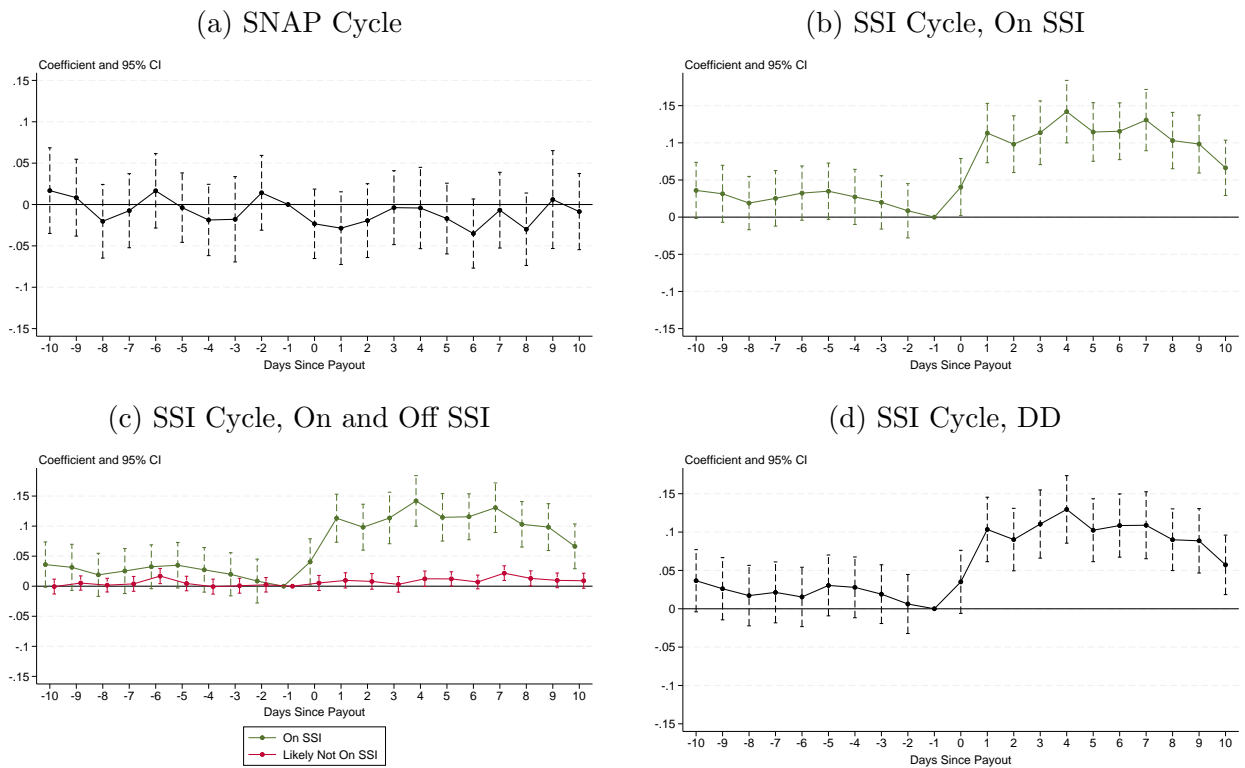 (a) SNAP Cycle
Coefficient and 95% CI
.15
.1
.05
0
-.05
-.1
-.15
-10 -9 -8 -7 -6 -5 -4 -3 -2 -1 0 1 2 3 4 5 6 7 8 9 10
Days Since Payout
(b) SSI Cycle, On SSI
Coefficient and 95% CI
.15
.1
.05
0
-.05
-.1
-.15
-10 -9 -8 -7 -6 -5 -4 -3 -2 -1 0 1 2 3 4 5 6 7 8 9 10
Days Since Payout
(c) SSI Cycle, On and Off SSI
Coefficient and 95% CI
.15
.1
.05
0
-.05
-.1
-.15
-10 -9 -8 -7 -6 -5 -4 -3 -2 -1 0 1 2 3 4 5 6 7 8 9 10
Days Since Payout
On SSI
Likely Not On SSI
(d) SSI Cycle, DD
Coefficient and 95% CI
.15
.1
.05
0
-.05
-.1
-.15
-10 -9 -8 -7 -6 -5 -4 -3 -2 -1 0 1 2 3 4 5 6 7 8 9 10
Days Since Payout